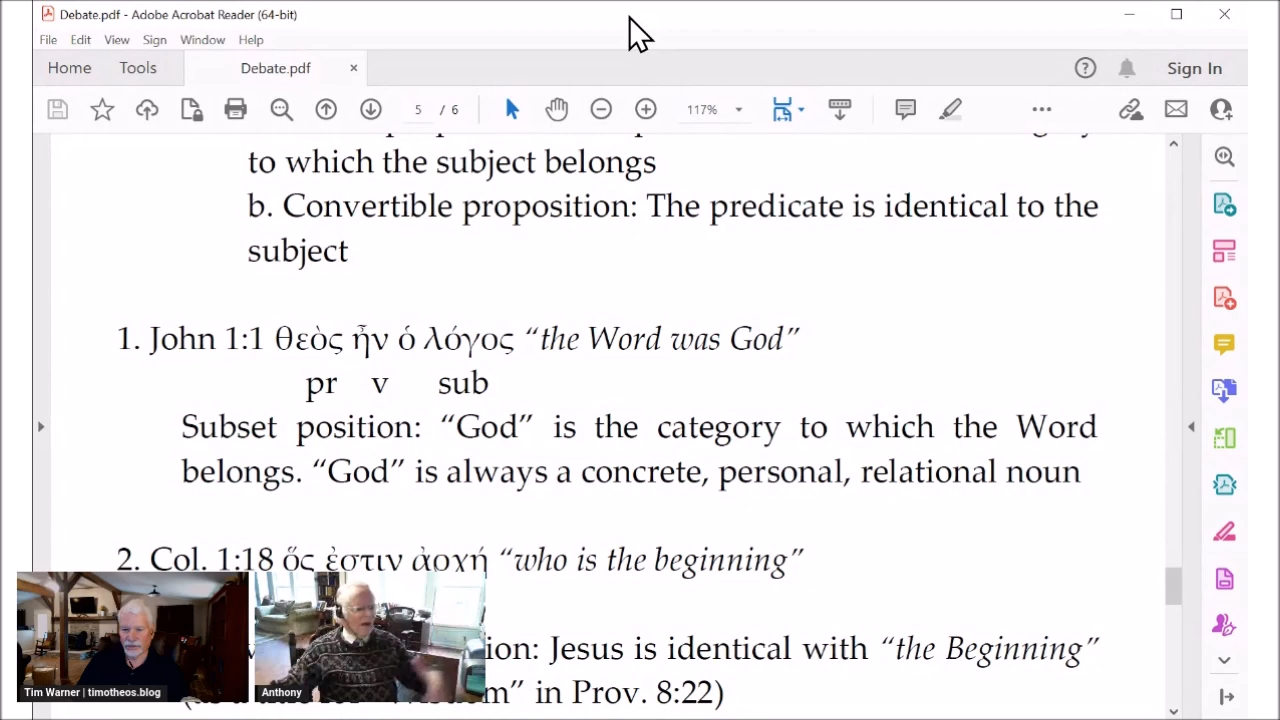 Debate.pdf - Adobe Acrobat Reader (64-bit)
File Edit View Sign Window Help
Home Tools Debate.pdf × Sign In
5 / 6 117%
to which the subject belongs
b. Convertible proposition: The predicate is identical to the
subject
1. John 1:1 θεὸς ἦν ὁ λόγος “the Word was God”
pr v sub
Subset position: “God” is the category to which the Word
belongs. “God” is always a concrete, personal, relational noun
2. Col. 1:18 ὅς ἐστιν ἀρχή “who is the beginning”
Jesus is identical with “the Beginning”
in Prov. 8:22)
Tim Warner | timotheos.blog
Anthony